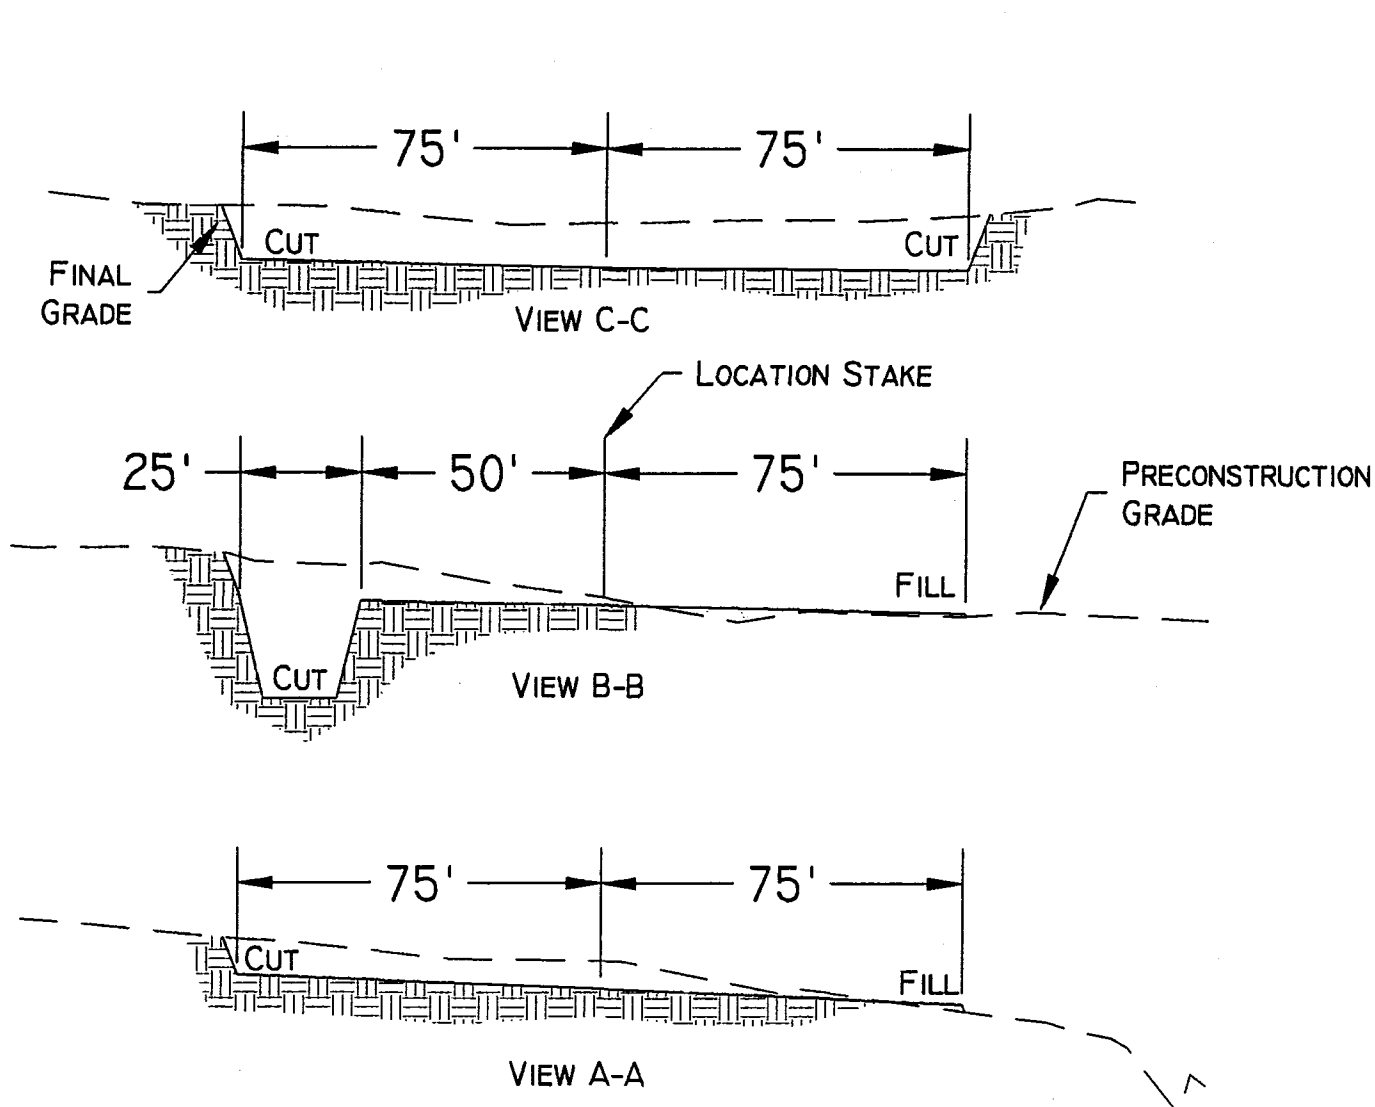 75' 75'
CUT CUT
FINAL
GRADE
VIEW C-C
LOCATION STAKE
25' 50' 75'
PRECONSTRUCTION
GRADE
FILL
CUT
VIEW B-B
75' 75'
CUT
FILL
VIEW A-A